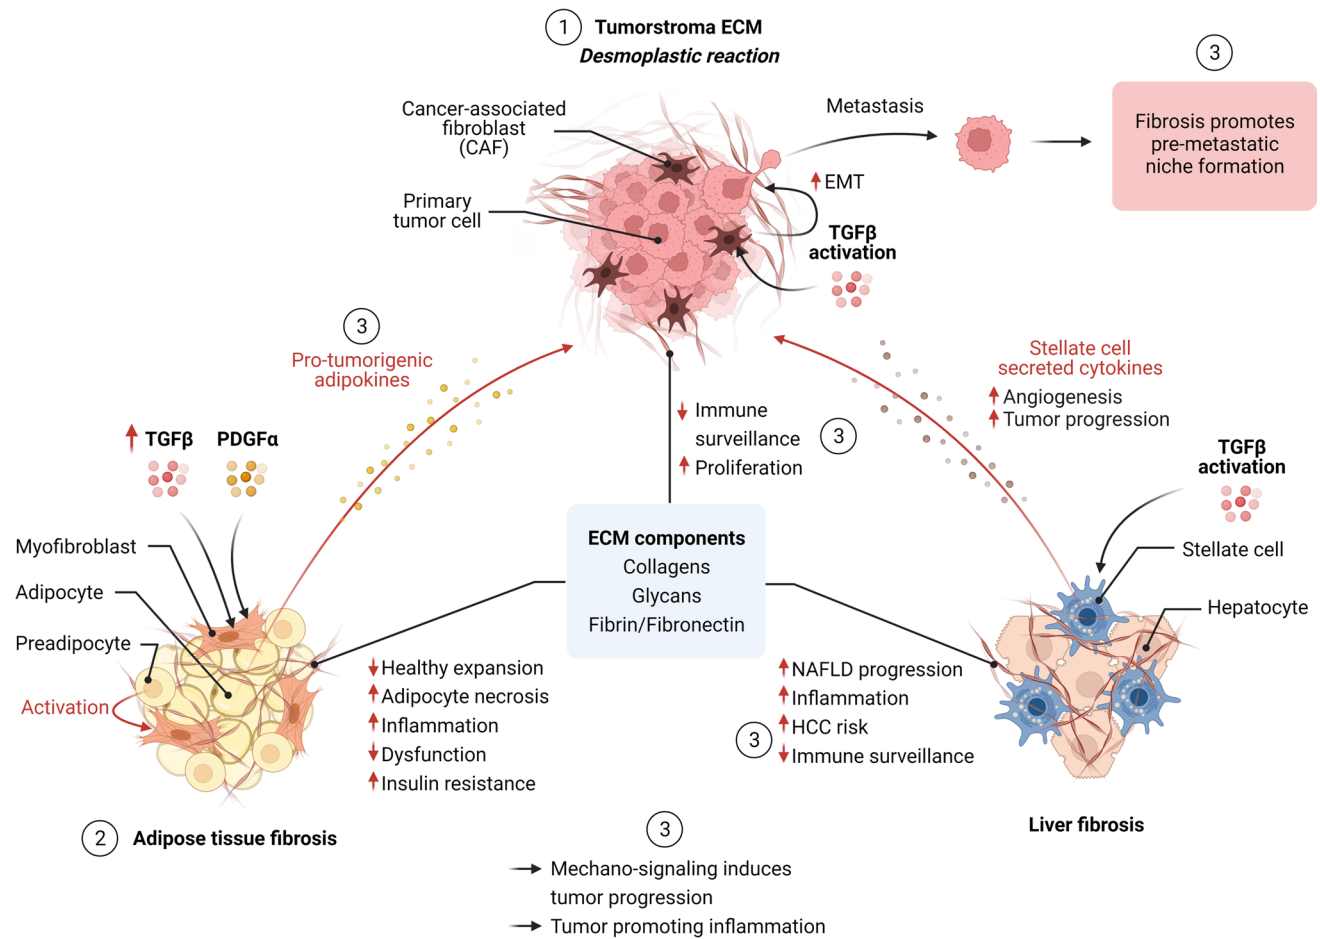 1 Tumorstroma ECM
Desmoplastic reaction
3
Cancer-associated
fibroblast
(CAF)
Metastasis
Fibrosis promotes
pre-metastatic
niche formation
Primary
tumor cell
EMT
TGFβ
activation
3
Pro-tumorigenic
adipokines
Stellate cell
secreted cytokines
Angiogenesis
Tumor progression
Immune
surveillance
Proliferation
3
TGFβ PDGFα
TGFβ
activation
Myofibroblast
Adipocyte
Preadipocyte
Activation
ECM components
Collagens
Glycans
Fibrin/Fibronectin
Stellate cell
Hepatocyte
Healthy expansion
Adipocyte necrosis
Inflammation
Dysfunction
Insulin resistance
NAFLD progression
Inflammation
HCC risk
Immune surveillance
3
2 Adipose tissue fibrosis
Liver fibrosis
3
Mechano-signaling induces
tumor progression
Tumor promoting inflammation